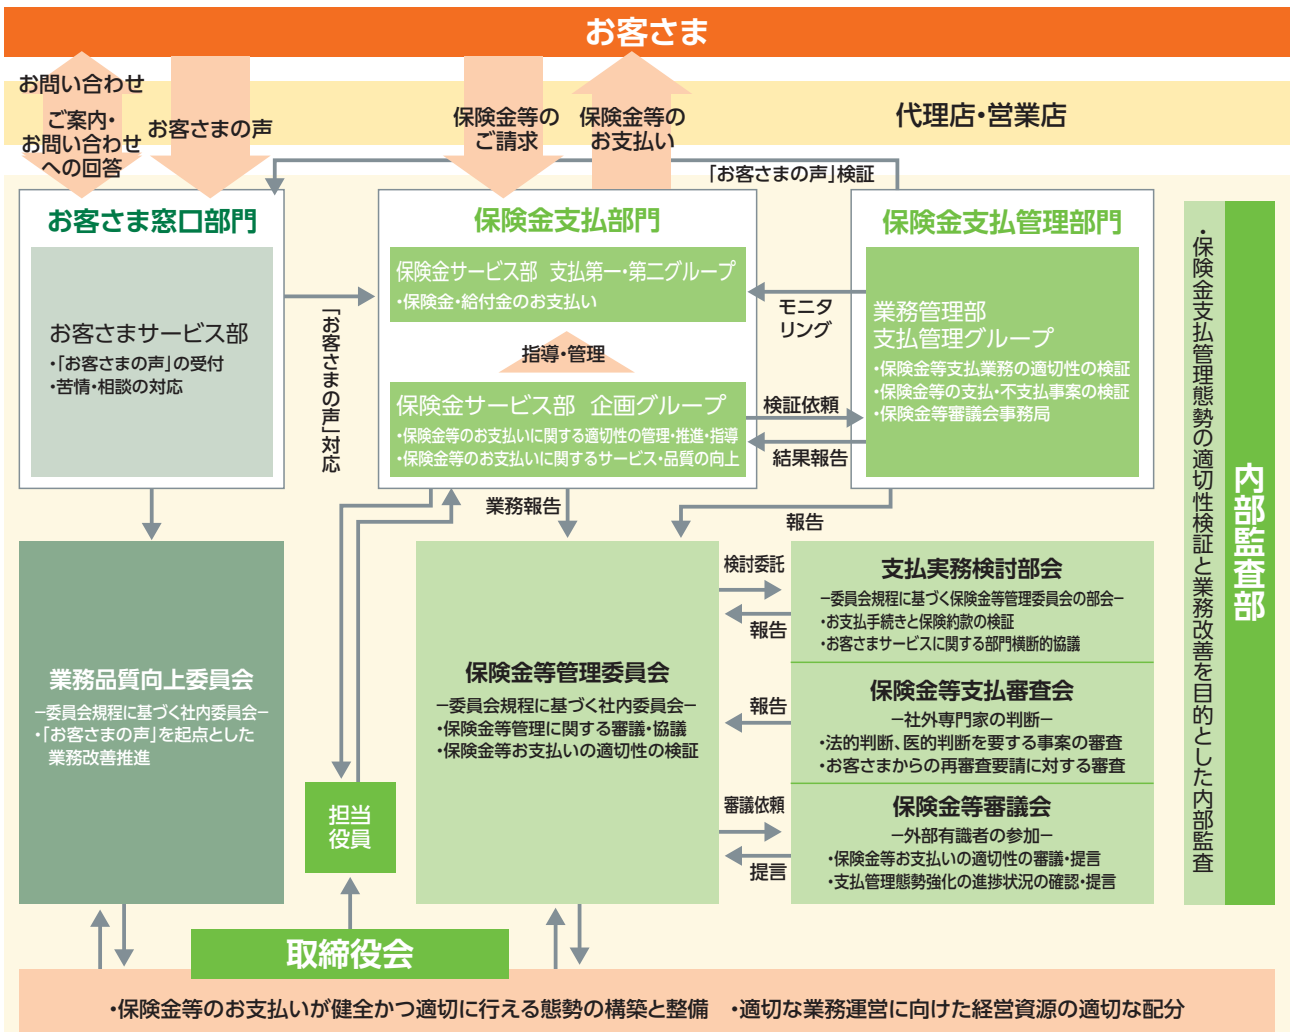 お客さま
お問い合わせ
ご案内・
お問い合わせ
への回答
お客さまの声
保険金等の
ご請求
保険金等の
お支払い
代理店・営業店
「お客さまの声」検証
お客さま窓口部門
お客さまサービス部
・「お客さまの声」の受付
・苦情・相談の対応
「お客さまの声」対応
保険金支払部門
保険金サービス部 支払第一・第二グループ
・保険金・給付金のお支払い
指導・管理
保険金サービス部 企画グループ
・保険金等のお支払いに関する適切性の管理・推進・指導
・保険金等のお支払いに関するサービス・品質の向上
モニタ
リング
検証依頼
結果報告
保険金支払管理部門
業務管理部
支払管理グループ
・保険金等支払業務の適切性の検証
・保険金等の支払・不支払事案の検証
・保険金等審議会事務局
・保険金支払管理態勢の適切性検証と業務改善を目的とした内部監査
内部監査部
業務報告
報告
業務品質向上委員会
−委員会規程に基づく社内委員会−
・「お客さまの声」を起点とした
業務改善推進
担当
役員
保険金等管理委員会
−委員会規程に基づく社内委員会−
・保険金等管理に関する審議・協議
・保険金等お支払いの適切性の検証
検討委託
報告
支払実務検討部会
−委員会規程に基づく保険金等管理委員会の部会−
・お支払手続きと保険約款の検証
・お客さまサービスに関する部門横断的協議
報告
保険金等支払審査会
−社外専門家の判断−
・法的判断、医的判断を要する事案の審査
・お客さまからの再審査要請に対する審査
審議依頼
提言
保険金等審議会
−外部有識者の参加−
・保険金等お支払いの適切性の審議・提言
・支払管理態勢強化の進捗状況の確認・提言
取締役会
・保険金等のお支払いが健全かつ適切に行える態勢の構築と整備 ・適切な業務運営に向けた経営資源の適切な配分